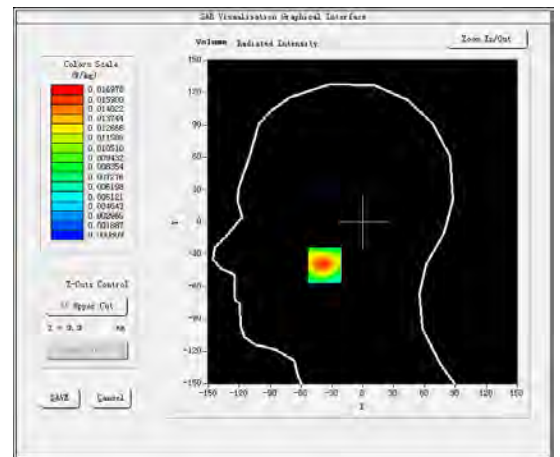 SAR Visualisation Graphical Interface
Volume Radiated Intensity
Zoom In/Out
Colors Scale
(W/kg)
0.016978
0.015900
0.014822
0.013744
0.012666
0.011588
0.010510
0.009432
0.008354
0.007276
0.006198
0.005121
0.004043
0.002965
0.001887
0.000809
150
120
90
60
30
0
-40
-60
-90
-120
-150
Y
-150 -120 -90 -60 -30 0 30 60 90 120 150
X
Z-Cuts Control
Upper Cut
mm
SAVE
Cancel